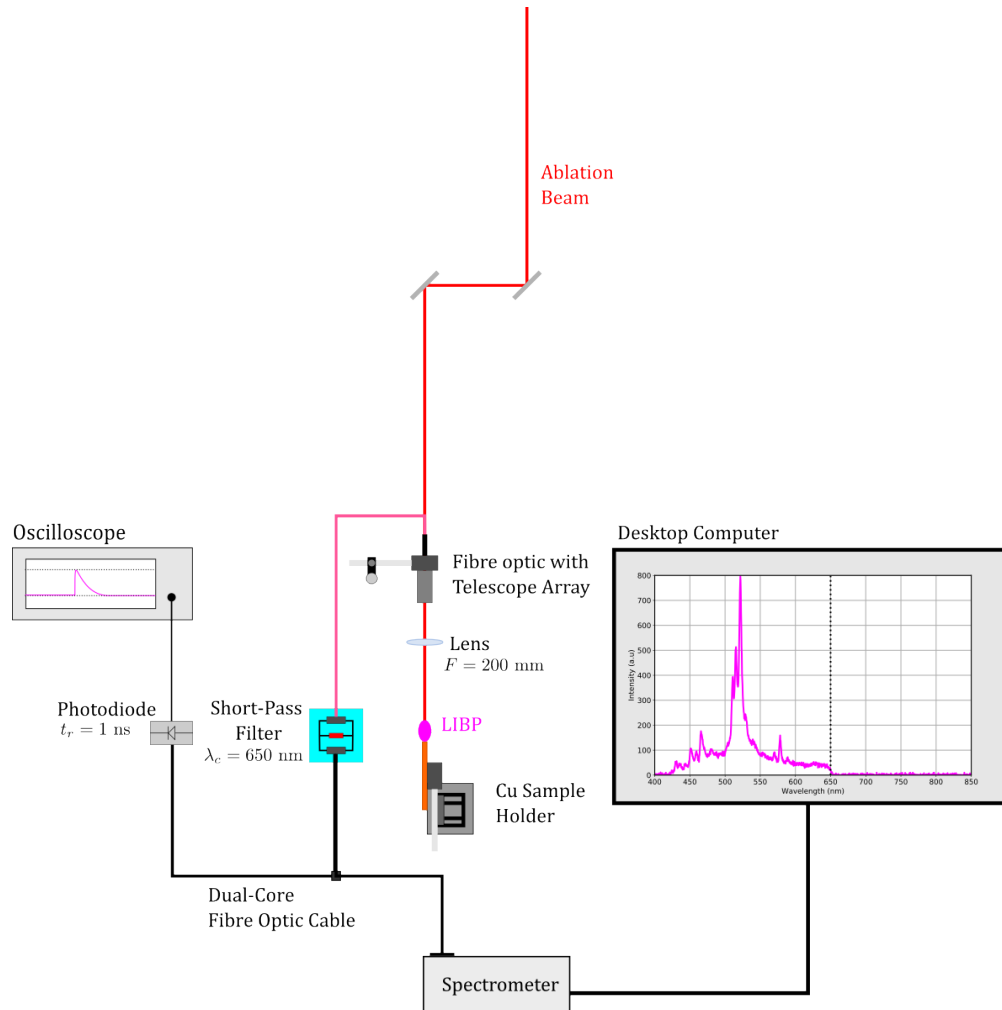 Ablation
Beam
Oscilloscope
Desktop Computer
Fibre optic with
Telescope Array
Lens
F = 200 mm
Photodiode
t_r = 1 ns
Short-Pass
Filter
λ_c = 650 nm
LIBP
Cu Sample
Holder
800
700
600
500
400
300
200
100
0
Intensity (a.u)
400 450 500 550 600 650 700 750 800 850
Wavelength (nm)
Dual-Core
Fibre Optic Cable
Spectrometer